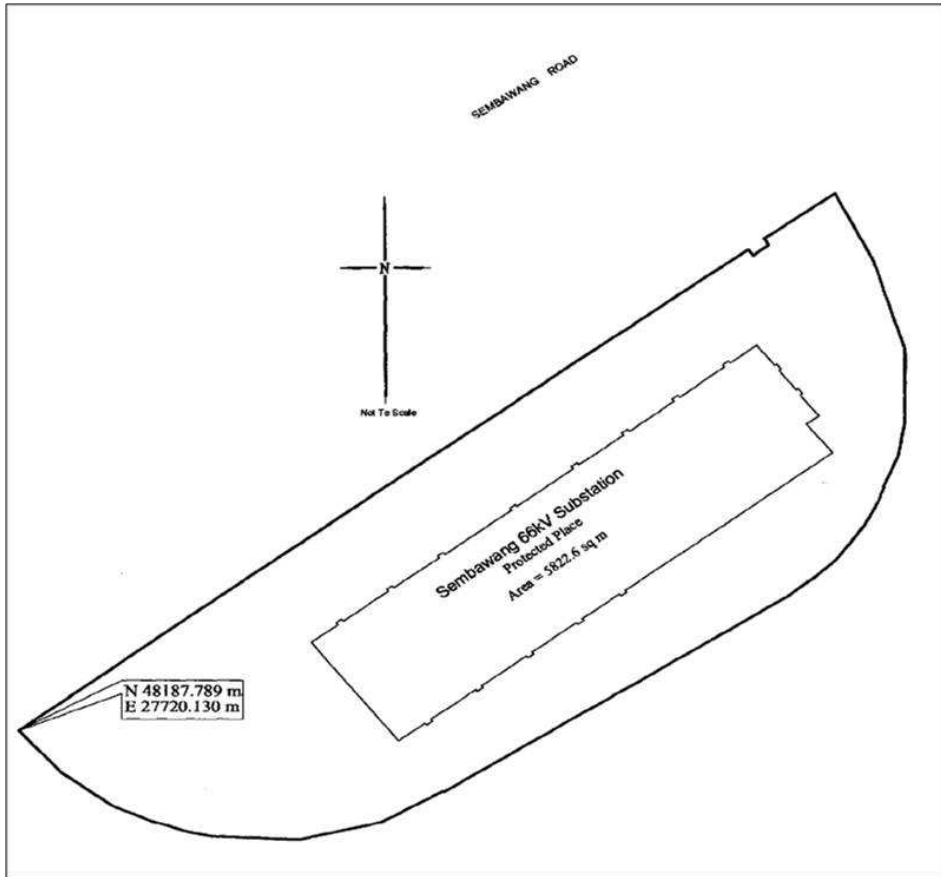 SEMBAWANG ROAD
N
Not To Scale
Sembawang 66kV Substation
Protected Place
Area = 5822.6 sq m
N 48187.789 m
E 27720.130 m